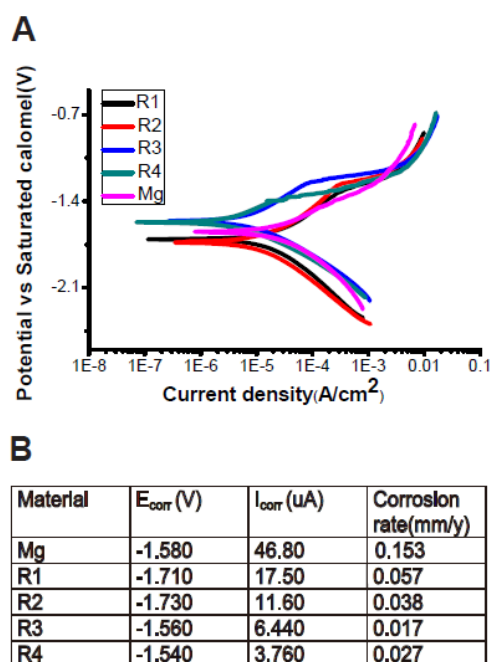 A
Potential vs Saturated calomel(V)
-0.7
-1.4
-2.1
R1
R2
R3
R4
Mg
1E-8 1E-7 1E-6 1E-5 1E-4 1E-3 0.01 0.1
Current density(A/cm²)
B
Material Ecorr (V) Icorr (uA) Corrosion rate(mm/y)
Mg -1.580 46.80 0.153
R1 -1.710 17.50 0.057
R2 -1.730 11.60 0.038
R3 -1.560 6.440 0.017
R4 -1.540 3.760 0.027